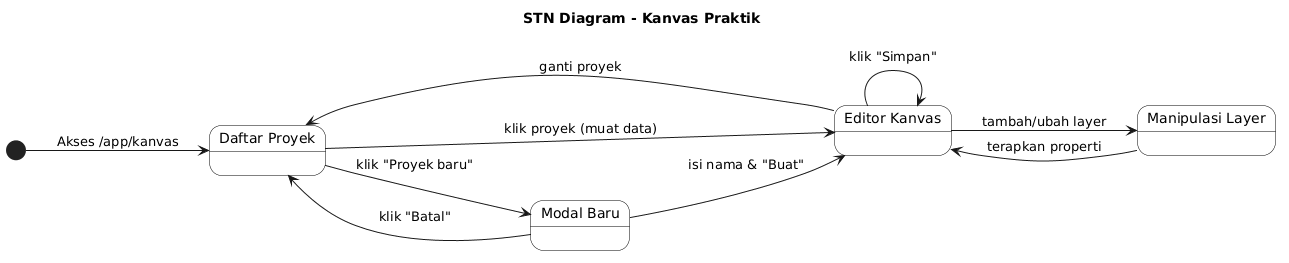 STN Diagram - Kanvas Praktik
klik "Simpan"
ganti proyek
Akses /app/kanvas
Daftar Proyek
klik proyek (muat data)
Editor Kanvas
tambah/ubah layer
Manipulasi Layer
terapkan properti
klik "Proyek baru"
isi nama & "Buat"
klik "Batal"
Modal Baru